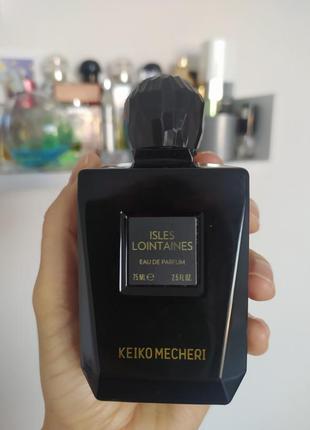 ISLES
LOINTAINES
EAU DE PARFUM
75 ML ℮ 2.5 FL OZ.
KEIKO MECHERI